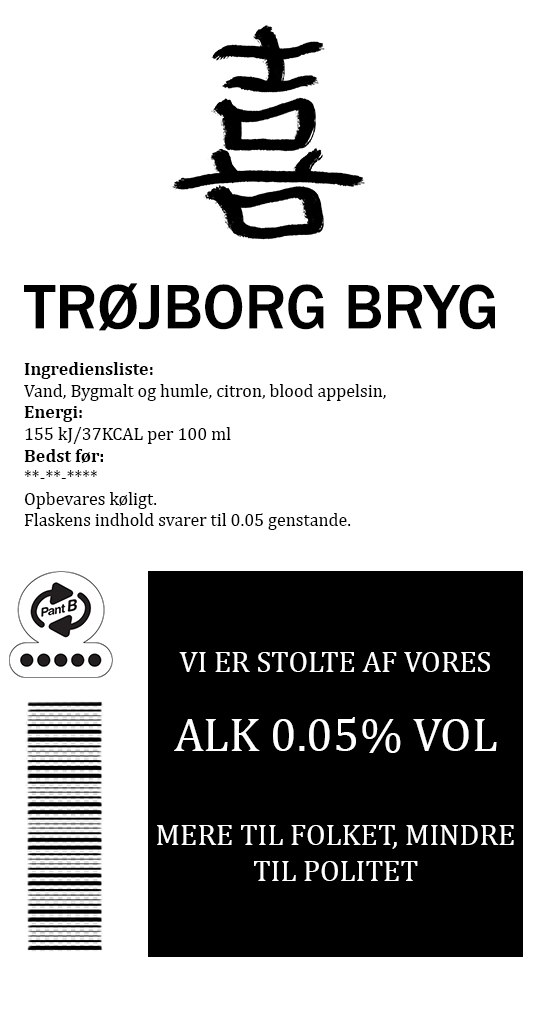 喜
TRØJBORG BRYG
Ingrediensliste:
Vand, Bygmalt og humle, citron, blood appelsin,
Energi:
155 kJ/37KCAL per 100 ml
Bedst før:
**-**-****
Opbevares køligt.
Flaskens indhold svarer til 0.05 genstande.
Pant B
VI ER STOLTE AF VORES
ALK 0.05% VOL
MERE TIL FOLKET, MINDRE
TIL POLITET